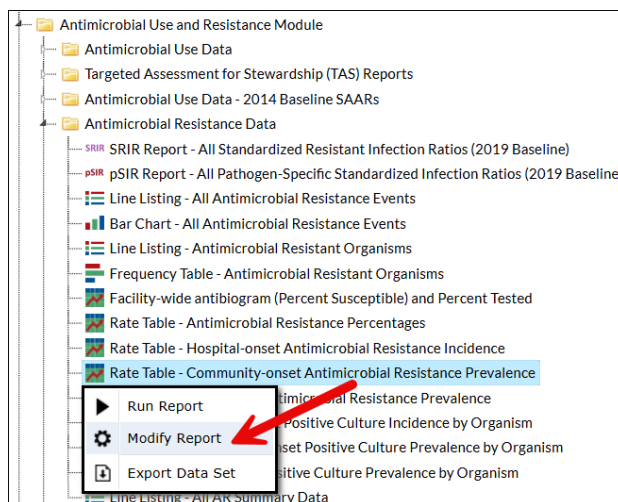 Antimicrobial Use and Resistance Module
Antimicrobial Use Data
Targeted Assessment for Stewardship (TAS) Reports
Antimicrobial Use Data - 2014 Baseline SAARs
Antimicrobial Resistance Data
SRIR SRIR Report - All Standardized Resistant Infection Ratios (2019 Baseline)
pSIR pSIR Report - All Pathogen-Specific Standardized Infection Ratios (2019 Baseline
Line Listing - All Antimicrobial Resistance Events
Bar Chart - All Antimicrobial Resistance Events
Line Listing - Antimicrobial Resistant Organisms
Frequency Table - Antimicrobial Resistant Organisms
Facility-wide antibiogram (Percent Susceptible) and Percent Tested
Rate Table - Antimicrobial Resistance Percentages
Rate Table - Hospital-onset Antimicrobial Resistance Incidence
Rate Table - Community-onset Antimicrobial Resistance Prevalence
Run Report
Resistance Prevalence
Modify Report
Positive Culture Incidence by Organism
Positive Culture Prevalence by Organism
Export Data Set
Culture Prevalence by Organism
Line Listing - All AR Summary Data